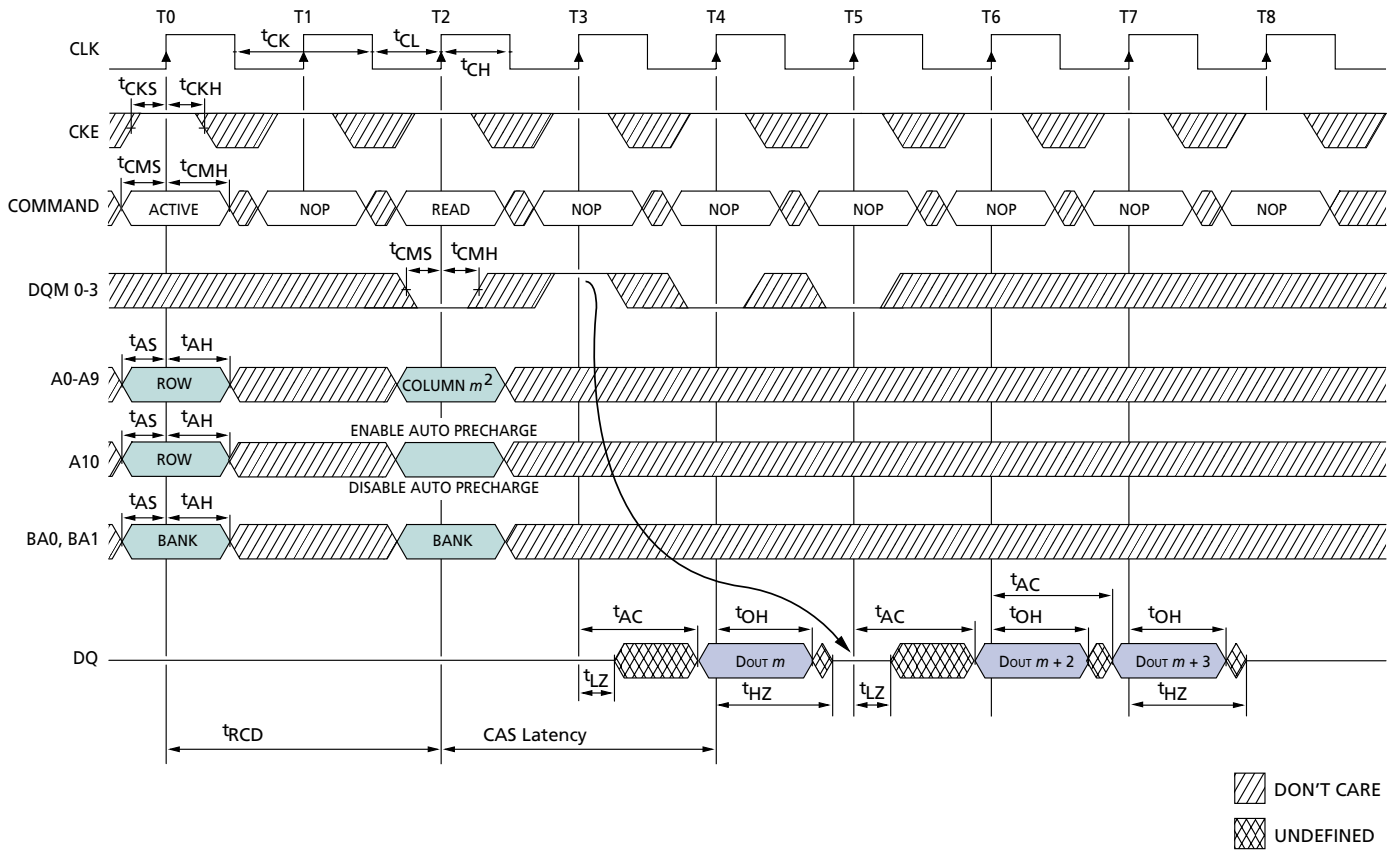 T0 T1 T2 T3 T4 T5 T6 T7 T8
CLK
tCK tCL
tCH
tCKS tCKH
CKE
tCMS tCMH
COMMAND ACTIVE NOP READ NOP NOP NOP NOP NOP NOP
tCMS tCMH
DQM 0-3
tAS tAH
A0-A9 ROW COLUMN m2
tAS tAH ENABLE AUTO PRECHARGE
A10 ROW
DISABLE AUTO PRECHARGE
tAS tAH
BA0, BA1 BANK BANK
tAC
tAC tOH tAC tOH tOH
DQ DOUT m DOUT m + 2 DOUT m + 3
tLZ tHZ tLZ tHZ
tRCD CAS Latency
DON'T CARE
UNDEFINED